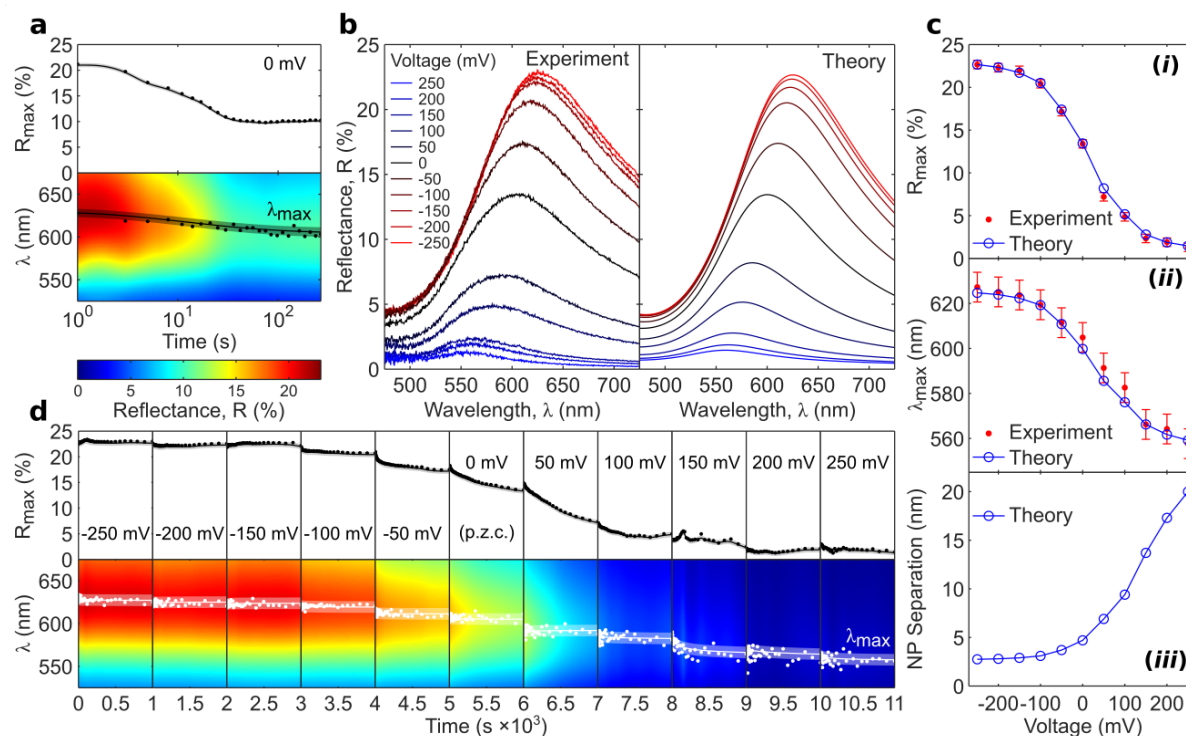 a
0 mV
R_max (%)
25
20
15
10
5
0
λ_max
λ (nm)
650
600
550
10^0 10^1 10^2
Time (s)
0 5 10 15 20
Reflectance, R (%)
b
Voltage (mV) Experiment
250
200
150
100
50
0
-50
-100
-150
-200
-250
Theory
Reflectance, R (%)
25
20
15
10
5
0
500 550 600 650 700
Wavelength, λ (nm)
500 550 600 650 700
Wavelength, λ (nm)
c
(i)
R_max (%)
25
20
15
10
5
0
Experiment
Theory
(ii)
λ_max (nm)
620
600
580
560
Experiment
Theory
(iii)
NP Separation (nm)
20
15
10
5
0
Theory
-200 -100 0 100 200
Voltage (mV)
d
R_max (%)
25
20
15
10
5
0
-250 mV -200 mV -150 mV -100 mV -50 mV 0 mV (p.z.c.) 50 mV 100 mV 150 mV 200 mV 250 mV
λ (nm)
650
600
550
λ_max
0 0.5 1 1.5 2 2.5 3 3.5 4 4.5 5 5.5 6 6.5 7 7.5 8 8.5 9 9.5 10 10.5 11
Time (s ×10^3)